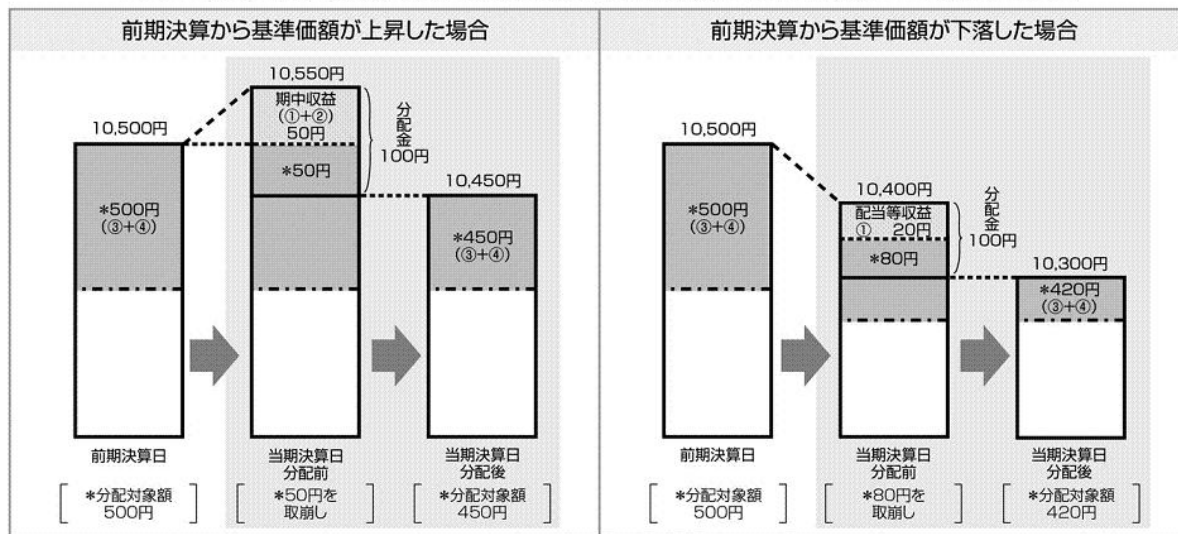 前期決算から基準価額が上昇した場合
10,550円
期中収益
(①+②)
50円
分配金
100円
10,500円
*50円
10,450円
*500円
(③+④)
*450円
(③+④)
前期決算日
当期決算日
分配前
当期決算日
分配後
*分配対象額
500円
*50円を
取崩し
*分配対象額
450円
前期決算から基準価額が下落した場合
10,500円
10,400円
配当等収益
① 20円
分配金
100円
*80円
10,300円
*500円
(③+④)
*420円
(③+④)
前期決算日
当期決算日
分配前
当期決算日
分配後
*分配対象額
500円
*80円を
取崩し
*分配対象額
420円